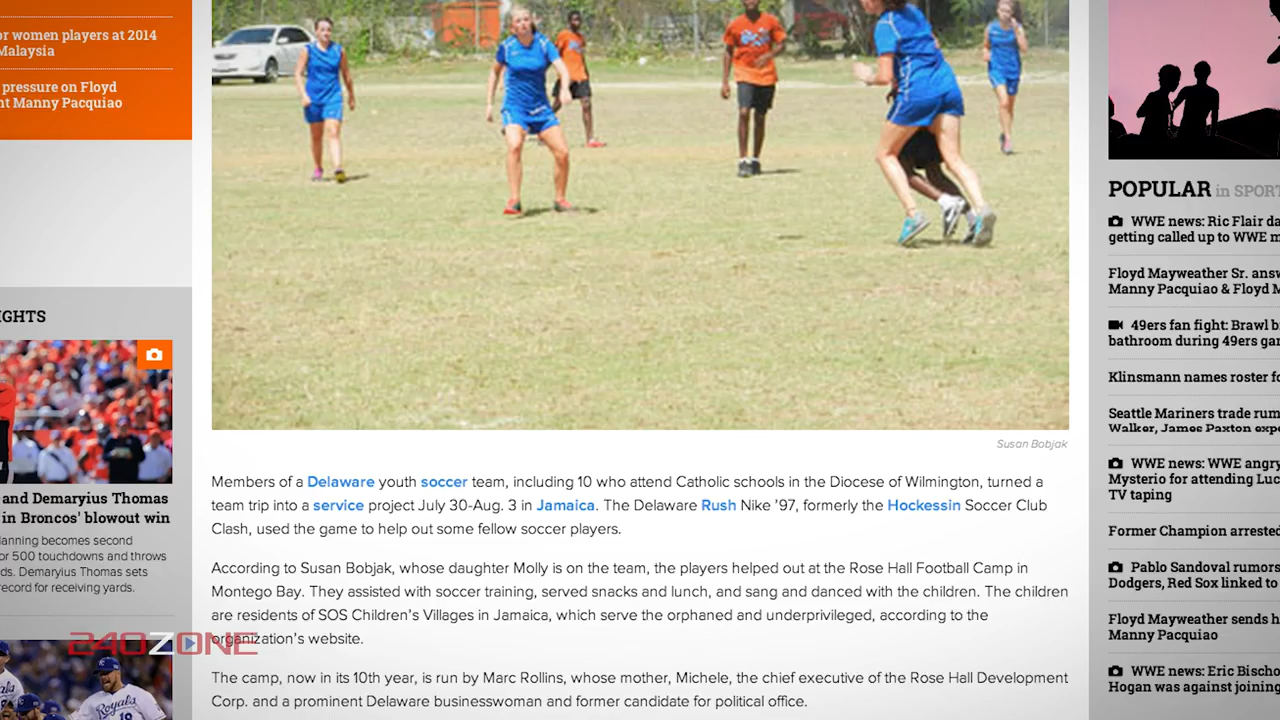 or women players at 2014
Malaysia
pressure on Floyd
nt Manny Pacquiao
IGHTS
and Demaryius Thomas
in Broncos' blowout win
anning becomes second
or 500 touchdowns and throws
ds. Demaryius Thomas sets
record for receiving yards.
240ZONE
Royals
Susan Bobjak
Members of a Delaware youth soccer team, including 10 who attend Catholic schools in the Diocese of Wilmington, turned a
team trip into a service project July 30-Aug. 3 in Jamaica. The Delaware Rush Nike '97, formerly the Hockessin Soccer Club
Clash, used the game to help out some fellow soccer players.
According to Susan Bobjak, whose daughter Molly is on the team, the players helped out at the Rose Hall Football Camp in
Montego Bay. They assisted with soccer training, served snacks and lunch, and sang and danced with the children. The children
are residents of SOS Children's Villages in Jamaica, which serve the orphaned and underprivileged, according to the
organization's website.
The camp, now in its 10th year, is run by Marc Rollins, whose mother, Michele, the chief executive of the Rose Hall Development
Corp. and a prominent Delaware businesswoman and former candidate for political office.
POPULAR in SPORT
WWE news: Ric Flair da
getting called up to WWE m
Floyd Mayweather Sr. answ
Manny Pacquiao & Floyd M
49ers fan fight: Brawl b
bathroom during 49ers gar
Klinsmann names roster fo
Seattle Mariners trade rum
Walker, James Paxton expe
WWE news: WWE angry
Mysterio for attending Luc
TV taping
Former Champion arrested
Pablo Sandoval rumors
Dodgers, Red Sox linked to
Floyd Mayweather sends h
Manny Pacquiao
WWE news: Eric Bischo
Hogan was against joining